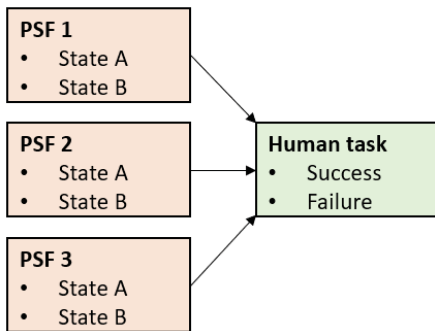 PSF 1
• State A
• State B
PSF 2
• State A
• State B
PSF 3
• State A
• State B
Human task
• Success
• Failure